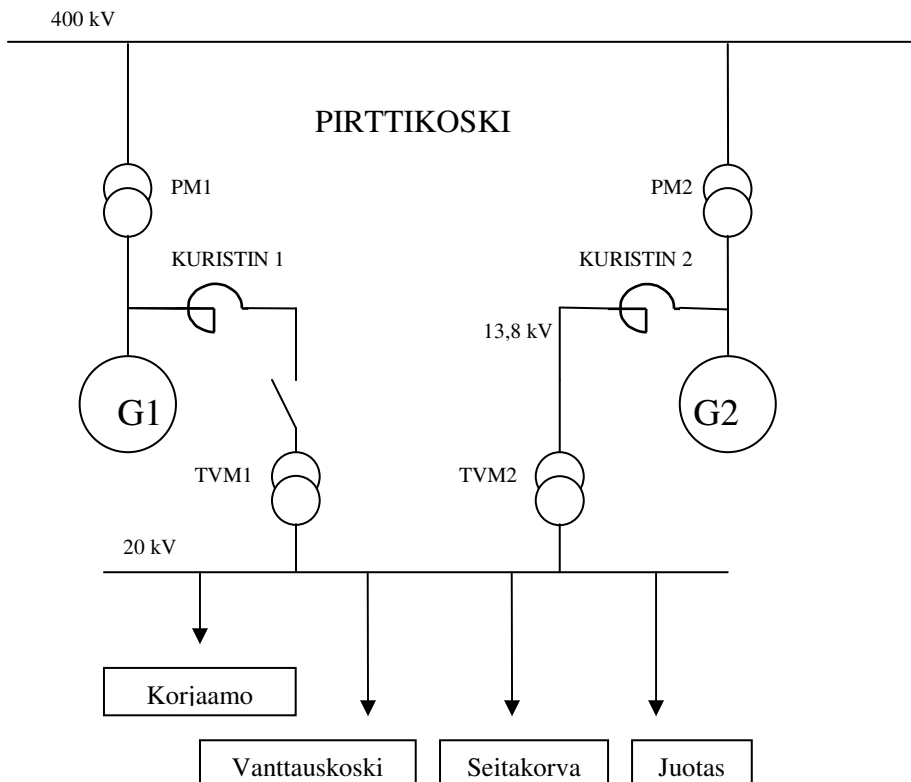 400 kV
PIRTTIKOSKI
PM1
PM2
KURISTIN 1
KURISTIN 2
13,8 kV
G1
G2
TVM1
TVM2
20 kV
Korjaamo
Vanttauskoski
Seitakorva
Juotas